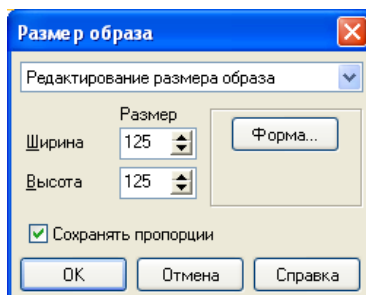 Размер образа
Редактирование размера образа
Размер
Ширина 125
Форма...
Высота 125
Сохранять пропорции
OK Отмена Справка